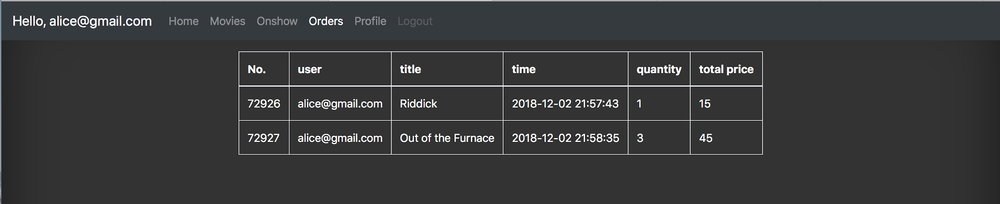 Hello, alice@gmail.com Home Movies Onshow Orders Profile Logout
No. user title time quantity total price
72926 alice@gmail.com Riddick 2018-12-02 21:57:43 1 15
72927 alice@gmail.com Out of the Furnace 2018-12-02 21:58:35 3 45